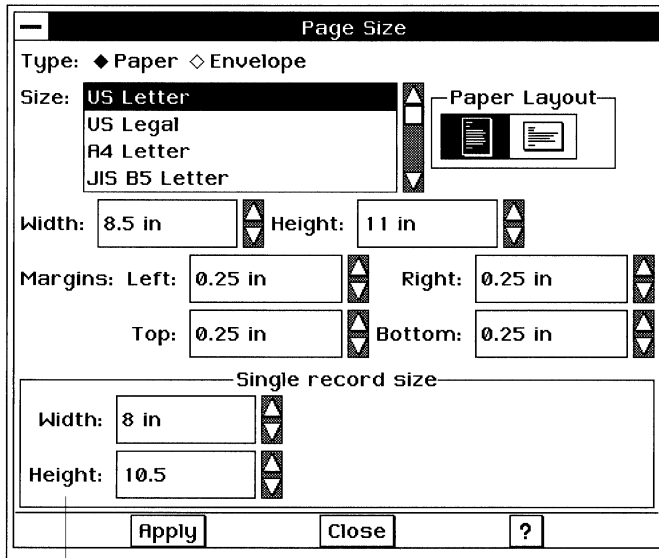 Page Size
Type: Paper Envelope
Size: US Letter
US Legal
A4 Letter
JIS B5 Letter
Paper Layout
Width: 8.5 in Height: 11 in
Margins: Left: 0.25 in Right: 0.25 in
Top: 0.25 in Bottom: 0.25 in
Single record size
Width: 8 in
Height: 10.5
Apply Close ?